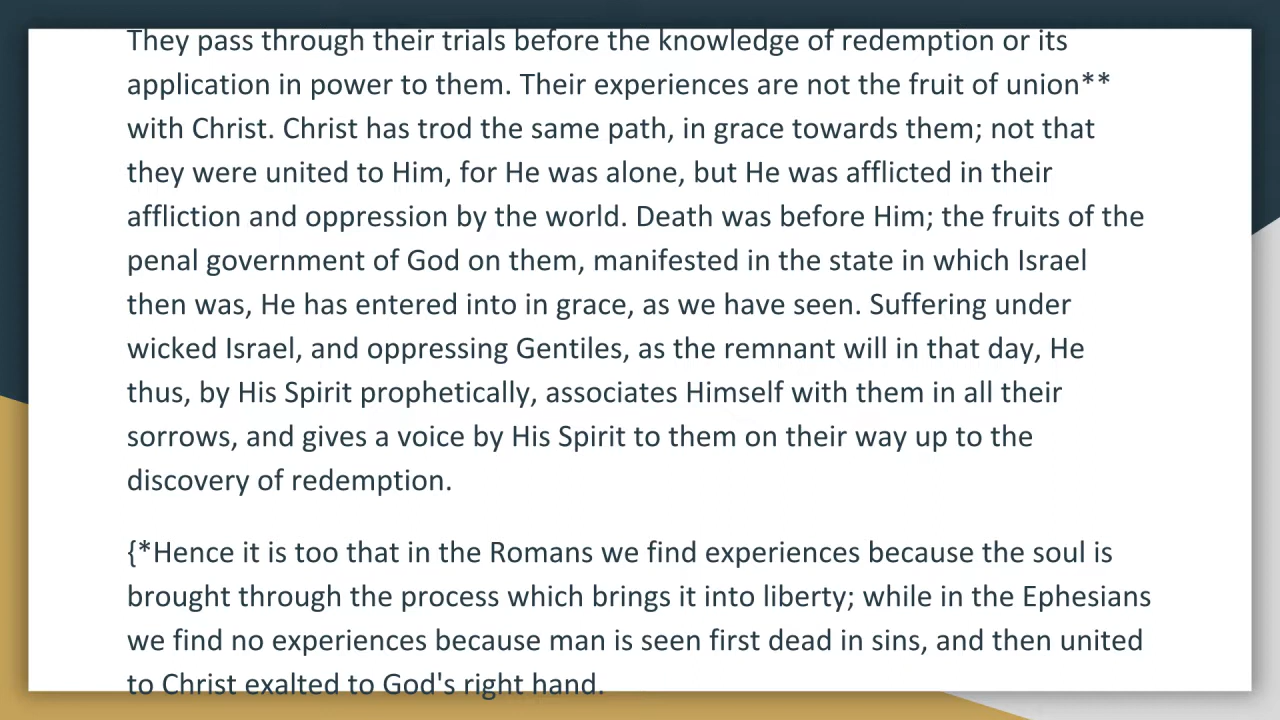 They pass through their trials before the knowledge of redemption or its
application in power to them. Their experiences are not the fruit of union**
with Christ. Christ has trod the same path, in grace towards them; not that
they were united to Him, for He was alone, but He was afflicted in their
affliction and oppression by the world. Death was before Him; the fruits of the
penal government of God on them, manifested in the state in which Israel
then was, He has entered into in grace, as we have seen. Suffering under
wicked Israel, and oppressing Gentiles, as the remnant will in that day, He
thus, by His Spirit prophetically, associates Himself with them in all their
sorrows, and gives a voice by His Spirit to them on their way up to the
discovery of redemption.
{*Hence it is too that in the Romans we find experiences because the soul is
brought through the process which brings it into liberty; while in the Ephesians
we find no experiences because man is seen first dead in sins, and then united
to Christ exalted to God's right hand.